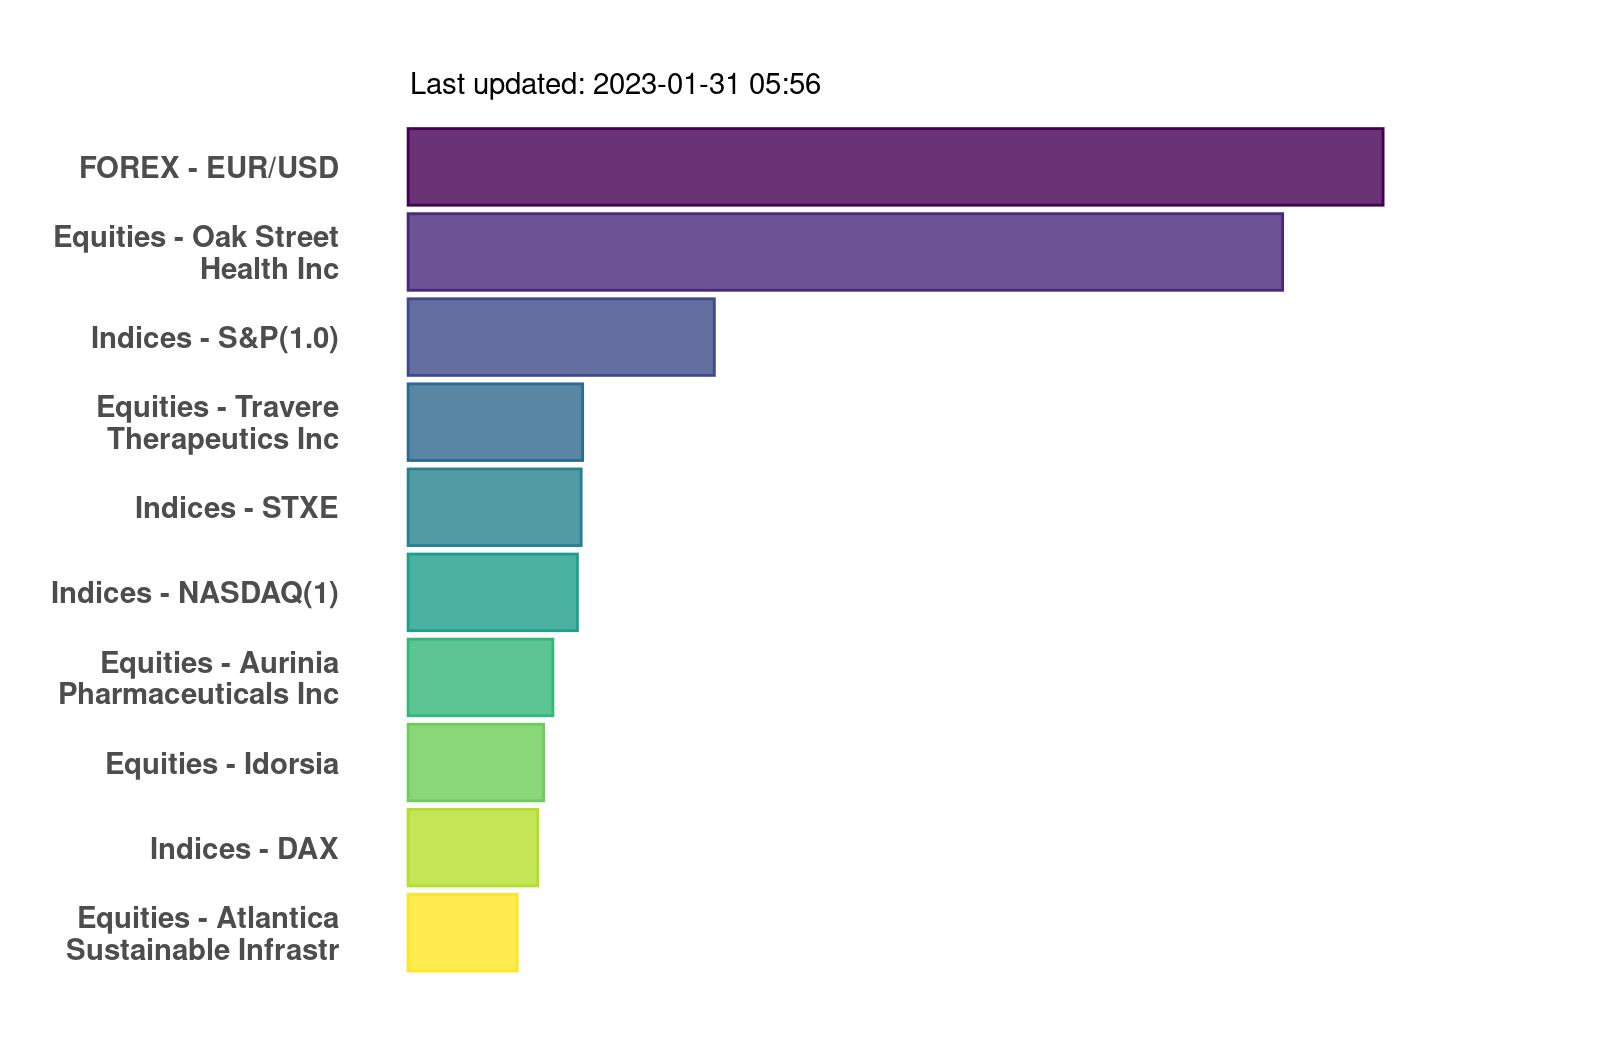 Last updated: 2023-01-31 05:56
FOREX - EUR/USD
Equities - Oak Street
Health Inc
Indices - S&P(1.0)
Equities - Travere
Therapeutics Inc
Indices - STXE
Indices - NASDAQ(1)
Equities - Aurinia
Pharmaceuticals Inc
Equities - Idorsia
Indices - DAX
Equities - Atlantica
Sustainable Infrastr